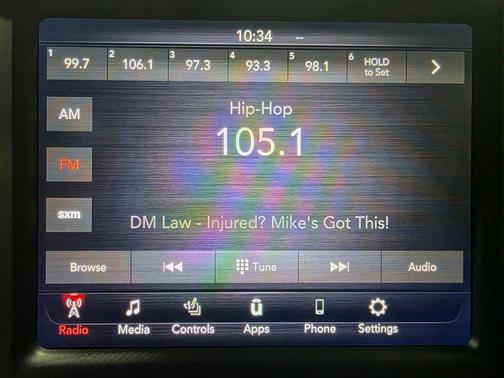 10:34 --
1 99.7 2 106.1 3 97.3 4 93.3 5 98.1 6 HOLD to Set
AM
Hip-Hop
105.1
FM
sxm
DM Law - Injured? Mike's Got This!
Browse Tune Audio
Radio Media Controls Apps Phone Settings